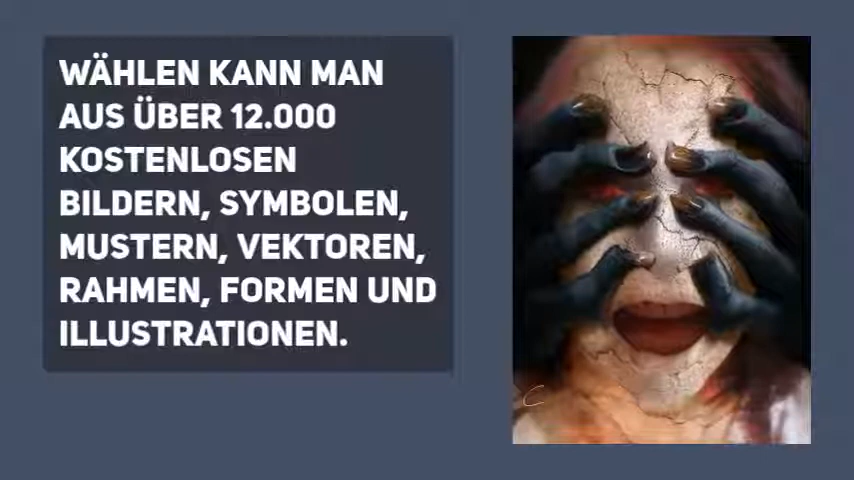 WÄHLEN KANN MAN
AUS ÜBER 12.000
KOSTENLOSEN
BILDERN, SYMBOLEN,
MUSTERN, VEKTOREN,
RAHMEN, FORMEN UND
ILLUSTRATIONEN.